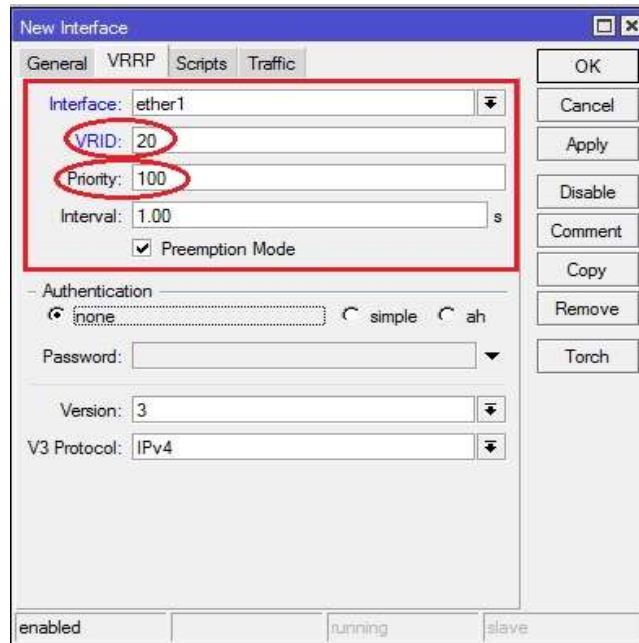 New Interface
General VRRP Scripts Traffic
Interface: ether1
VRID: 20
Priority: 100
Interval: 1.00 s
Preemption Mode
Authentication
none simple ah
Password:
Version: 3
V3 Protocol: IPv4
OK
Cancel
Apply
Disable
Comment
Copy
Remove
Torch
enabled running slave